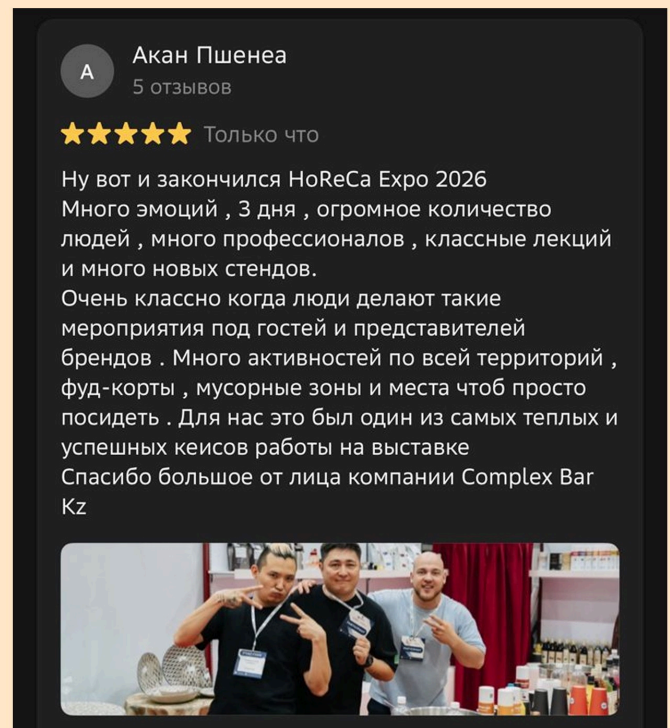 А
Акан Пшенеа
5 отзывов
Только что
Ну вот и закончился HoReCa Expo 2026
Много эмоций , 3 дня , огромное количество
людей , много профессионалов , классные лекций
и много новых стендов.
Очень классно когда люди делают такие
мероприятия под гостей и представителей
брендов . Много активностей по всей территорий ,
фуд-корты , мусорные зоны и места чтоб просто
посидеть . Для нас это был один из самых теплых и
успешных кеисов работы на выставке
Спасибо большое от лица компании Complex Bar
Kz